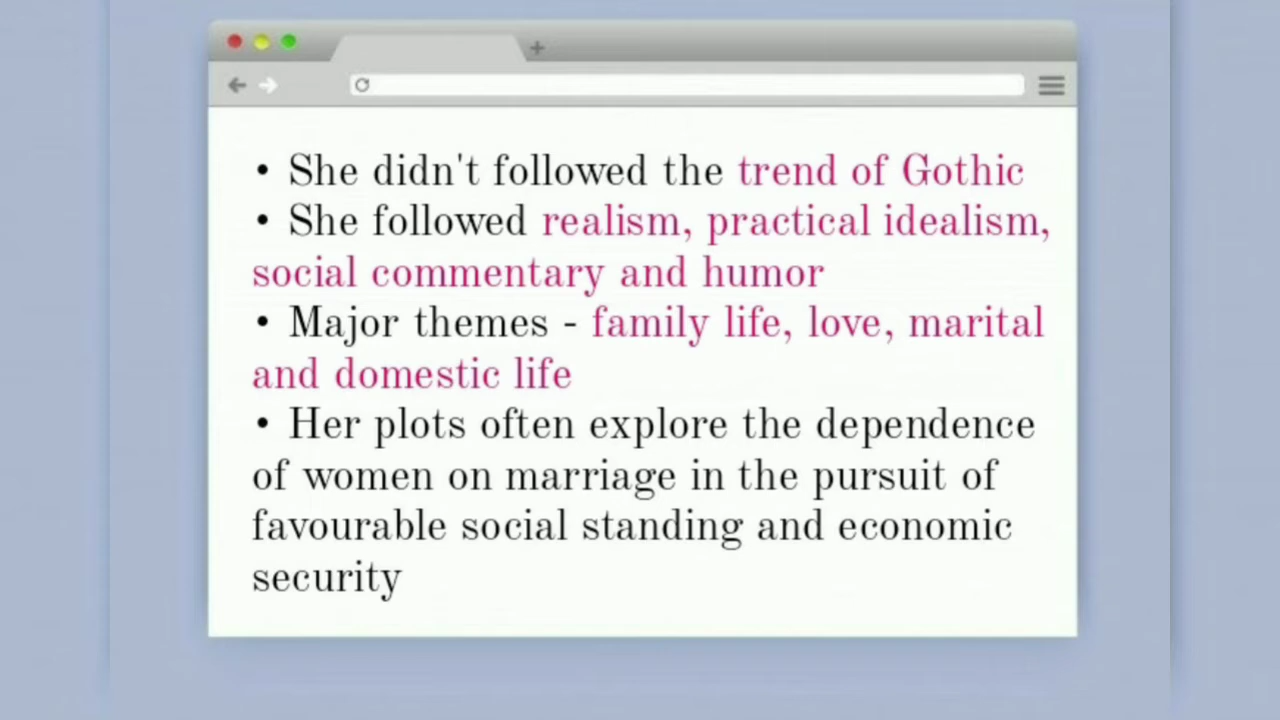 • She didn't followed the trend of Gothic
• She followed realism, practical idealism,
social commentary and humor
• Major themes - family life, love, marital
and domestic life
• Her plots often explore the dependence
of women on marriage in the pursuit of
favourable social standing and economic
security